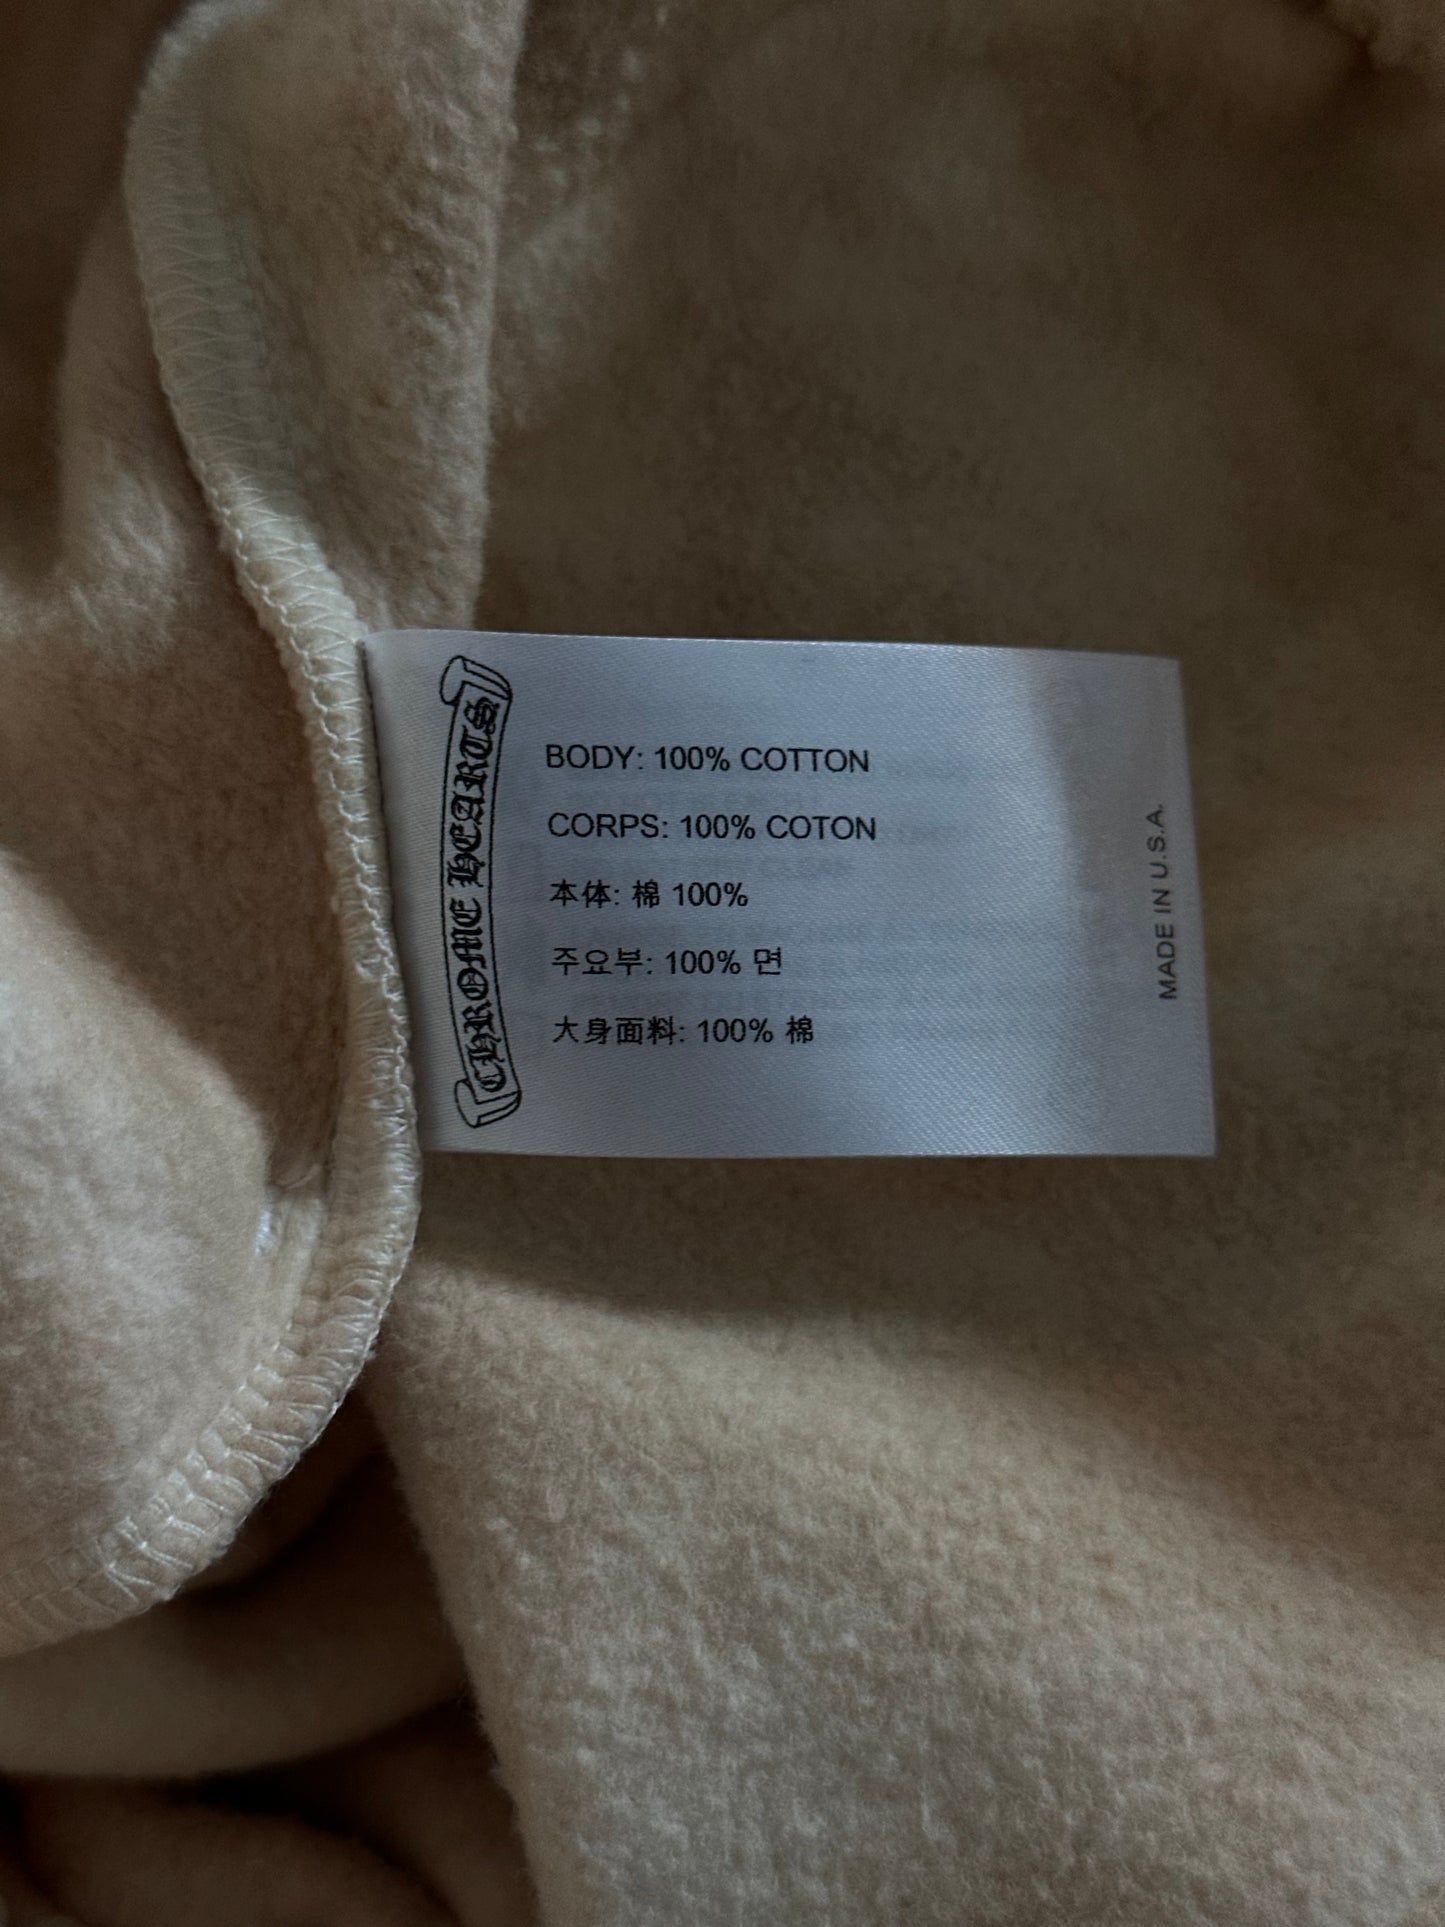 CHROME HEARTS
BODY: 100% COTTON
CORPS: 100% COTON
本体: 棉 100%
주요부: 100% 면
大身面料: 100% 棉
MADE IN U.S.A.